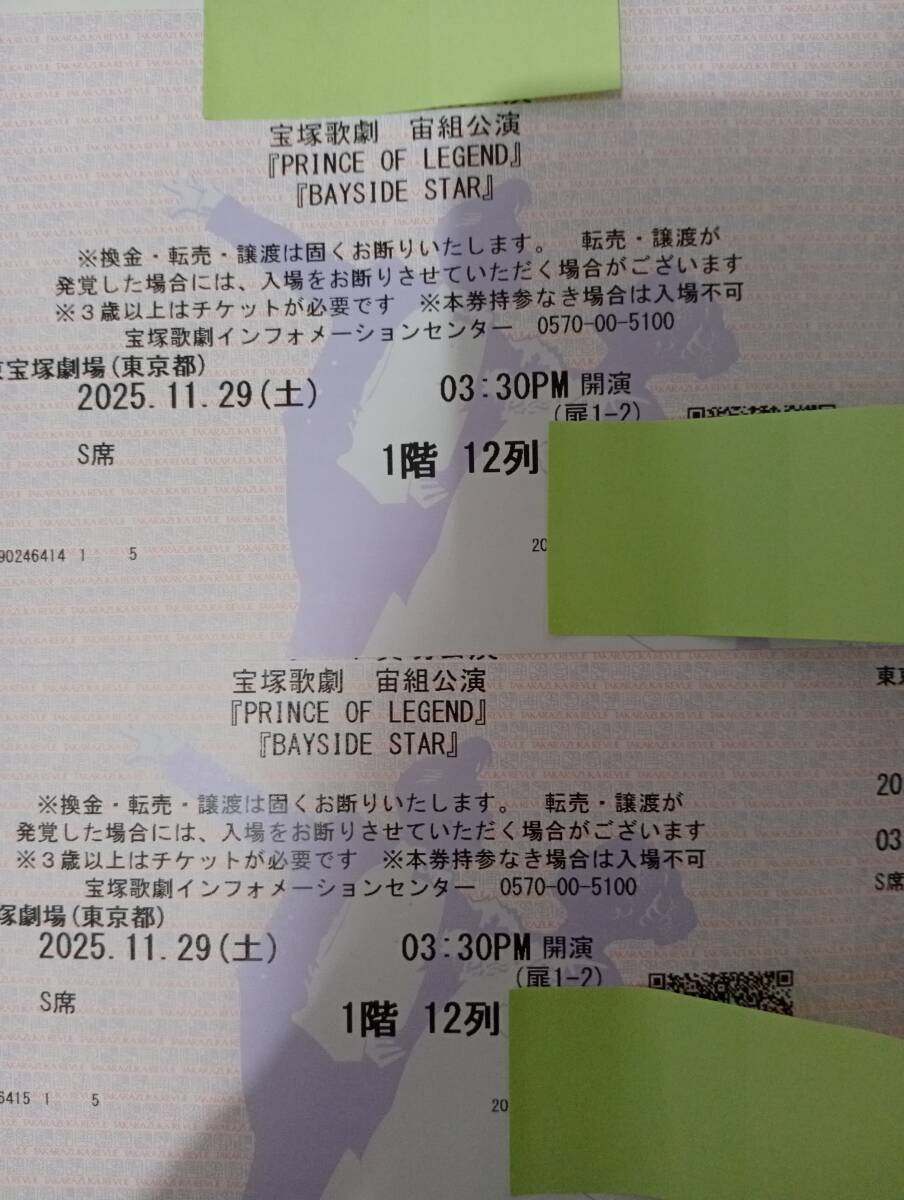 宝塚歌劇 宙組公演
『PRINCE OF LEGEND』
『BAYSIDE STAR』
※換金・転売・譲渡は固くお断りいたします。 転売・譲渡が
発覚した場合には、入場をお断りさせていただく場合がございます
※３歳以上はチケットが必要です ※本券持参なき場合は入場不可
宝塚歌劇インフォメーションセンター 0570-00-5100
宝塚劇場(東京都)
2025.11.29(土) 03:30PM 開演
(扉1-2)
S席 1階 12列
90246414 1 5 20
宝塚歌劇 宙組公演
『PRINCE OF LEGEND』
『BAYSIDE STAR』
※換金・転売・譲渡は固くお断りいたします。 転売・譲渡が
発覚した場合には、入場をお断りさせていただく場合がございます
※３歳以上はチケットが必要です ※本券持参なき場合は入場不可
宝塚歌劇インフォメーションセンター 0570-00-5100
塚劇場(東京都)
2025.11.29(土) 03:30PM 開演
(扉1-2)
S席 1階 12列
6415 1 5 20
東
20
03
S席